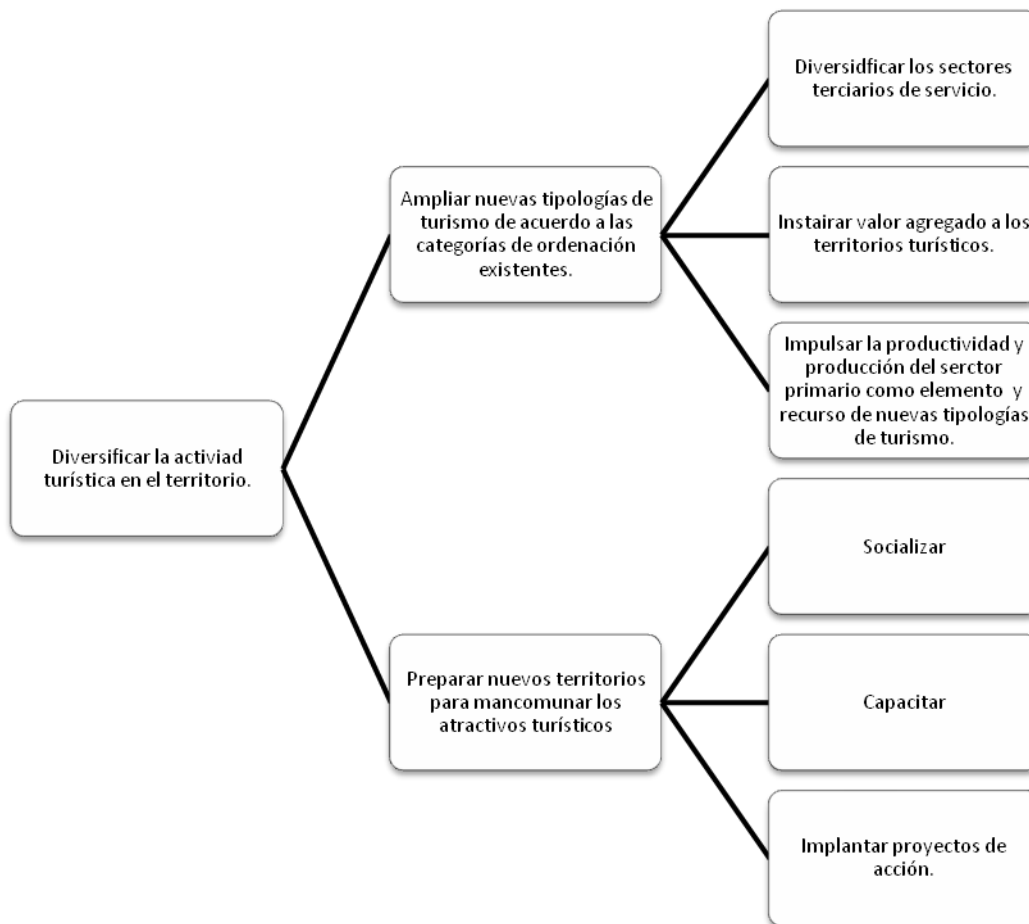 Diversificar la activiad
turística en el territorio.
Ampliar nuevas tipologías de
turismo de acuerdo a las
categorías de ordenación
existentes.
Diversidficar los sectores
terciarios de servicio.
Instairar valor agregado a los
territorios turísticos.
Impulsar la productividad y
producción del serctor
primario como elemento y
recurso de nuevas tipologías
de turismo.
Preparar nuevos territorios
para mancomunar los
atractivos turísticos
Socializar
Capacitar
Implantar proyectos de
acción.